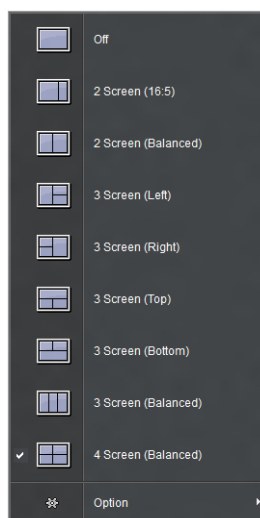 Off
2 Screen (16:5)
2 Screen (Balanced)
3 Screen (Left)
3 Screen (Right)
3 Screen (Top)
3 Screen (Bottom)
3 Screen (Balanced)
4 Screen (Balanced)
Option